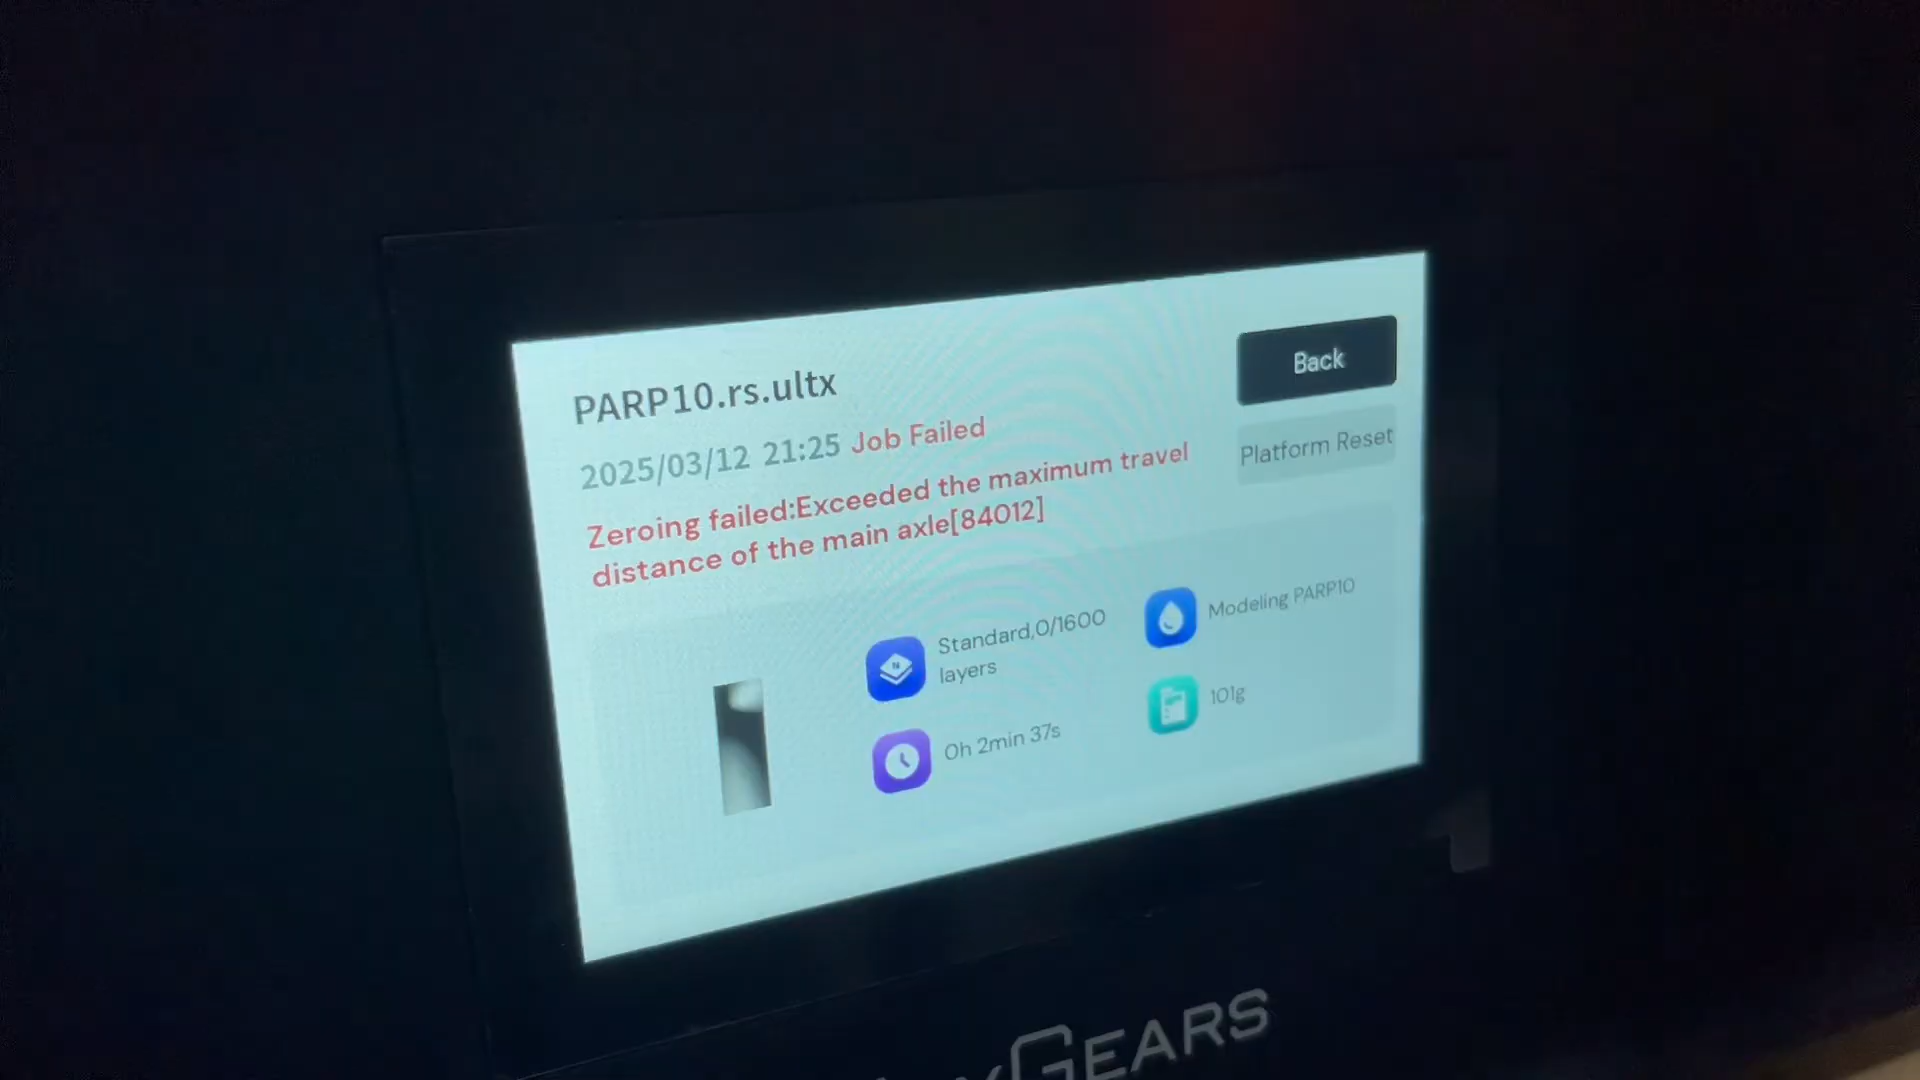 PARP10.rs.ultx
2025/03/12 21:25 Job Failed
Zeroing failed:Exceeded the maximum travel
distance of the main axle[84012]
Back
Platform Reset
Standard,0/1600
layers
Modeling PARP10
0h 2min 37s
101g
GEARS